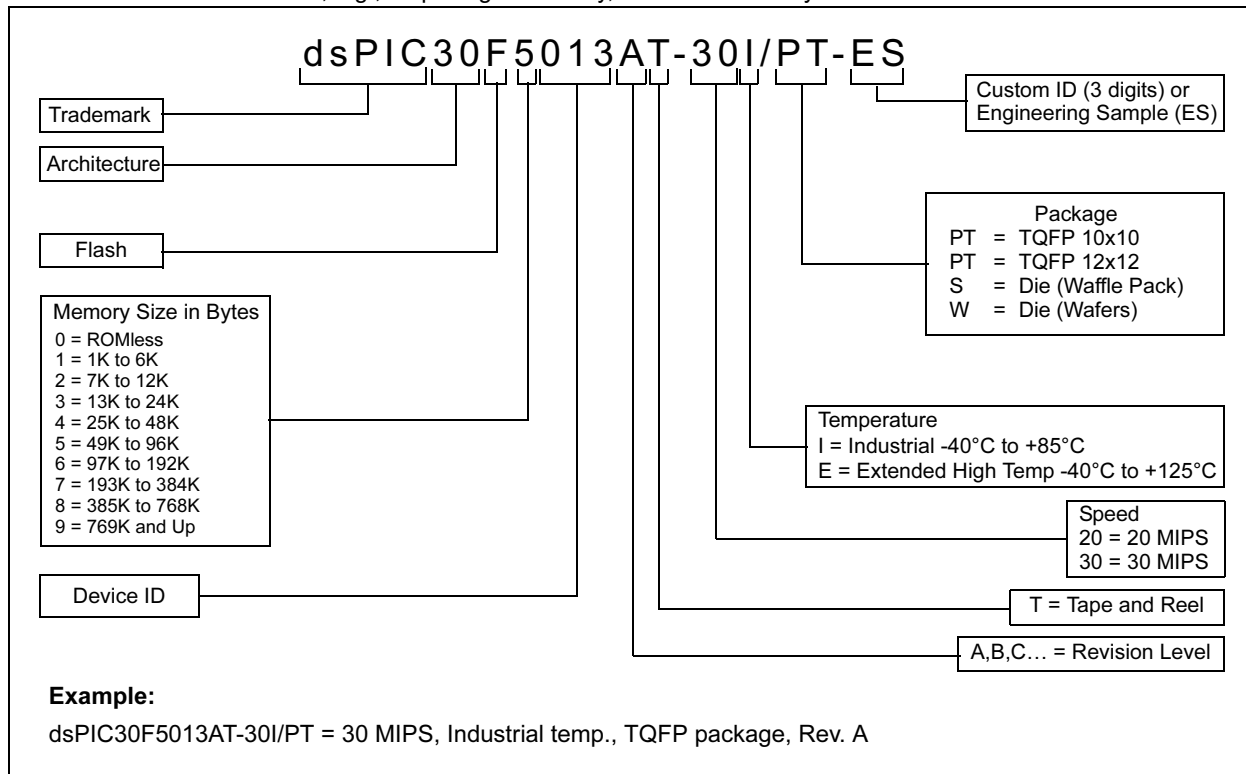 dsPIC30F5013AT-30I/PT-ES
Trademark
Architecture
Flash
Memory Size in Bytes
0 = ROMless
1 = 1K to 6K
2 = 7K to 12K
3 = 13K to 24K
4 = 25K to 48K
5 = 49K to 96K
6 = 97K to 192K
7 = 193K to 384K
8 = 385K to 768K
9 = 769K and Up
Device ID
Custom ID (3 digits) or
Engineering Sample (ES)
Package
PT = TQFP 10x10
PT = TQFP 12x12
S = Die (Waffle Pack)
W = Die (Wafers)
Temperature
I = Industrial -40°C to +85°C
E = Extended High Temp -40°C to +125°C
Speed
20 = 20 MIPS
30 = 30 MIPS
T = Tape and Reel
A,B,C… = Revision Level
Example:
dsPIC30F5013AT-30I/PT = 30 MIPS, Industrial temp., TQFP package, Rev. A